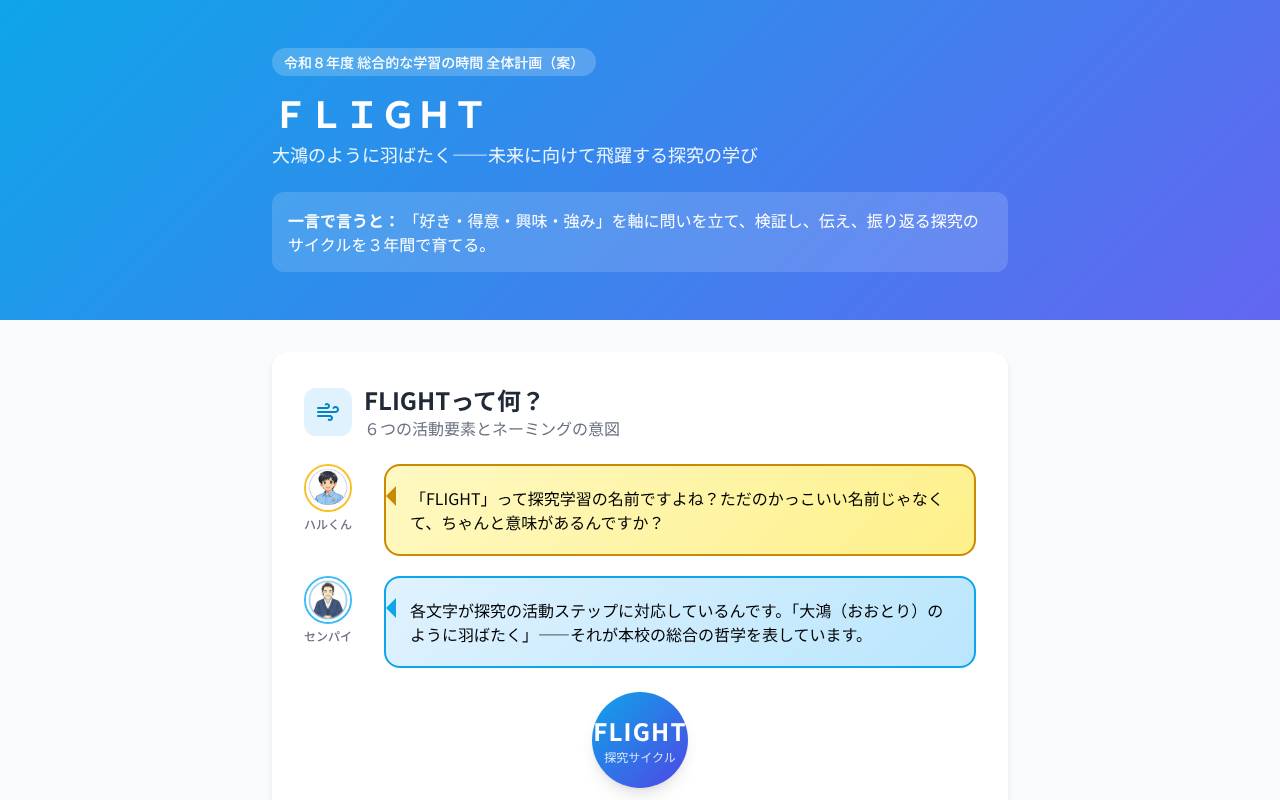 令和８年度 総合的な学習の時間 全体計画（案）
ＦＬＩＧＨＴ
大鴻のように羽ばたく――未来に向けて飛躍する探究の学び
一言で言うと： 「好き・得意・興味・強み」を軸に問いを立て、検証し、伝え、振り返る探究の
サイクルを３年間で育てる。
FLIGHTって何？
６つの活動要素とネーミングの意図
「FLIGHT」って探究学習の名前ですよね？ただのかっこいい名前じゃなく
て、ちゃんと意味があるんですか？
ハルくん
各文字が探究の活動ステップに対応しているんです。「大鴻（おおとり）の
ように羽ばたく」――それが本校の総合の哲学を表しています。
センパイ
FLIGHT
探究サイクル